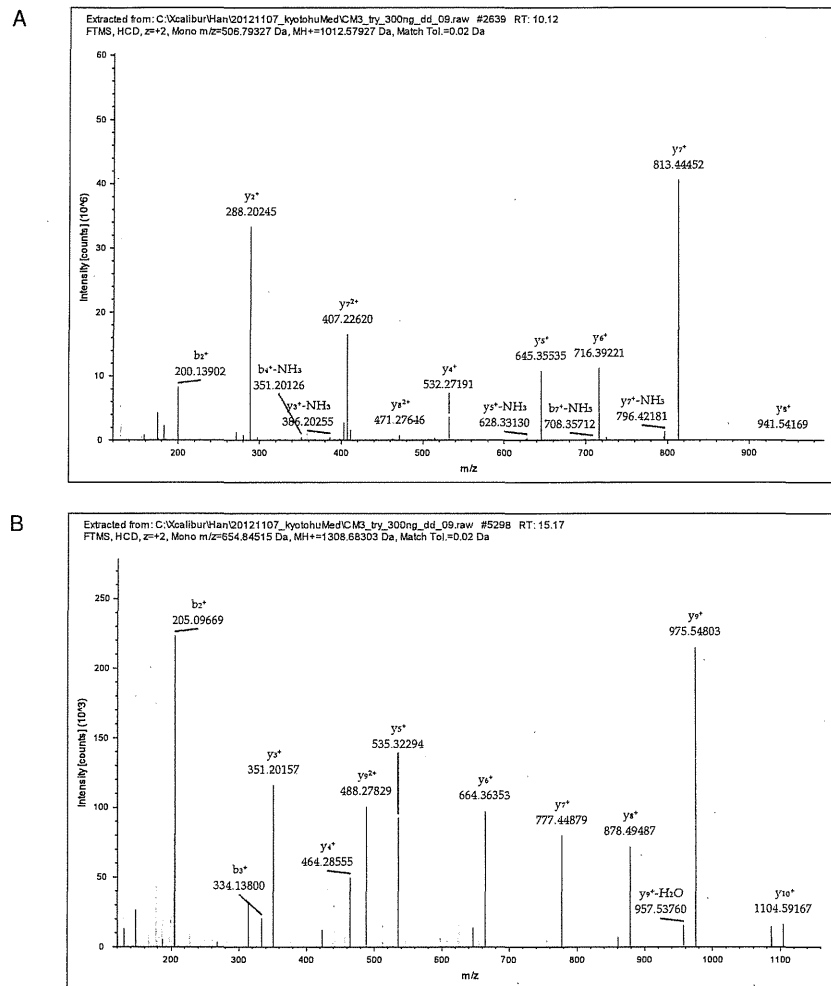 A
Extracted from: C:\Xcalibur\Han\20121107_kyotohuMed\CM3_try_300ng_dd_09.raw #2639 RT: 10.12
FTMS, HCD, z=+2, Mono m/z=506.79327 Da, MH+=1012.57927 Da, Match Tol.=0.02 Da
Intensity [counts] (10^6)
60
50
40
30
20
10
0
y₇⁺
813.44452
y₂⁺
288.20245
y₇²⁺
407.22620
b₂⁺
200.13902
b₄⁺-NH₃
351.20126
y₃⁺-NH₃
386.20255
y₈²⁺
471.27646
y₄⁺
532.27191
y₅⁺-NH₃
628.33130
y₅⁺
645.35535
b₇⁺-NH₃
708.35712
y₆⁺
716.39221
y₇⁺-NH₃
796.42181
y₈⁺
941.54169
200 300 400 500 600 700 800 900
m/z
B
Extracted from: C:\Xcalibur\Han\20121107_kyotohuMed\CM3_try_300ng_dd_09.raw #5298 RT: 15.17
FTMS, HCD, z=+2, Mono m/z=654.84515 Da, MH+=1308.68303 Da, Match Tol.=0.02 Da
Intensity [counts] (10^3)
250
200
150
100
50
0
b₂⁺
205.09669
y₉⁺
975.54803
y₅⁺
535.32294
y₃⁺
351.20157
y₉²⁺
488.27829
y₆⁺
664.36353
y₇⁺
777.44879
y₈⁺
878.49487
b₃⁺
334.13800
y₄⁺
464.28555
y₉⁺-H₂O
957.53760
y₁₀⁺
1104.59167
200 300 400 500 600 700 800 900 1000 1100
m/z